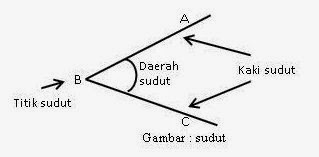 A
Daerah
sudut
Kaki sudut
B
Titik sudut
C
Gambar : sudut